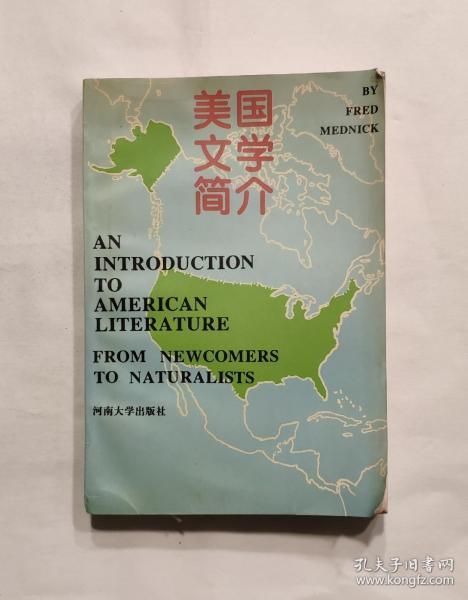 美国
文学
简介
BY
FRED
MEDNICK
AN
INTRODUCTION
TO
AMERICAN
LITERATURE
FROM NEWCOMERS
TO NATURALISTS
河南大学出版社
孔夫子旧书网
www.kongfz.com